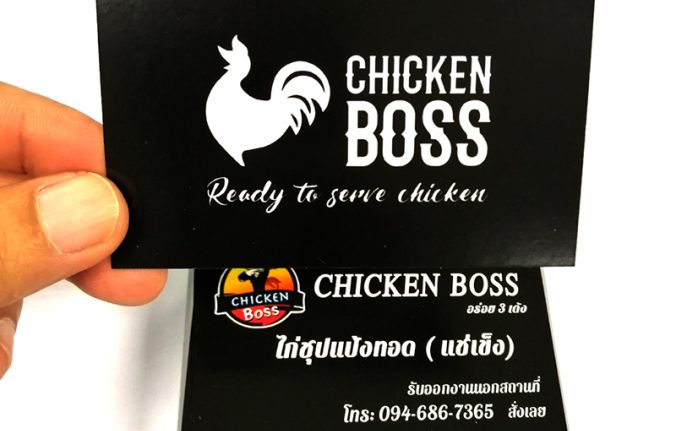 CHICKEN
BOSS
Ready to serve chicken
CHICKEN
BOSS
CHICKEN BOSS
อร่อย 3 เด้ง
ไก่ชุปแป้งทอด ( แช่เข็ง)
รับออกงานนอกสถานที่
โทร: 094-686-7365 สั่งเลย